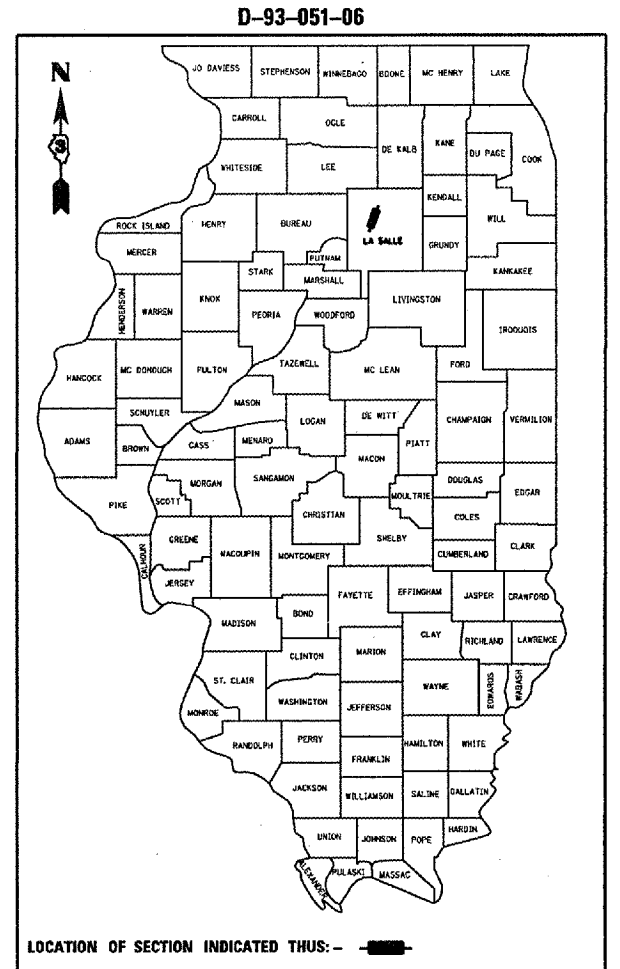 D-93-051-06
N
3
JO DAVIESS
STEPHENSON
WINNEBAGO
BOONE
MC HENRY
LAKE
CARROLL
OGLE
DE KALB
KANE
DU PAGE
COOK
WHITESIDE
LEE
KENDALL
WILL
ROCK ISLAND
HENRY
BUREAU
LA SALLE
GRUNDY
MERCER
PUTNAM
STARK
MARSHALL
KANKAKEE
HENDERSON
WARREN
KNOX
PEORIA
WOODFORD
LIVINGSTON
IROQUOIS
HANCOCK
MC DONOUGH
FULTON
TAZEWELL
MC LEAN
FORD
SCHUYLER
MASON
LOGAN
DE WITT
CHAMPAIGN
VERMILION
ADAMS
BROWN
CASS
MENARD
PIATT
MACON
PIKE
SCOTT
MORGAN
SANGAMON
MOULTRIE
DOUGLAS
EDGAR
CHRISTIAN
COLES
CALHOUN
GREENE
MACOUPIN
MONTGOMERY
SHELBY
CUMBERLAND
CLARK
JERSEY
FAYETTE
EFFINGHAM
JASPER
CRAWFORD
MADISON
BOND
CLAY
RICHLAND
LAWRENCE
CLINTON
MARION
ST. CLAIR
WAYNE
EDWARDS
WABASH
WASHINGTON
JEFFERSON
MONROE
RANDOLPH
PERRY
HAMILTON
WHITE
FRANKLIN
JACKSON
WILLIAMSON
SALINE
GALLATIN
UNION
JOHNSON
POPE
HARDIN
ALEXANDER
PULASKI
MASSAC
LOCATION OF SECTION INDICATED THUS: -